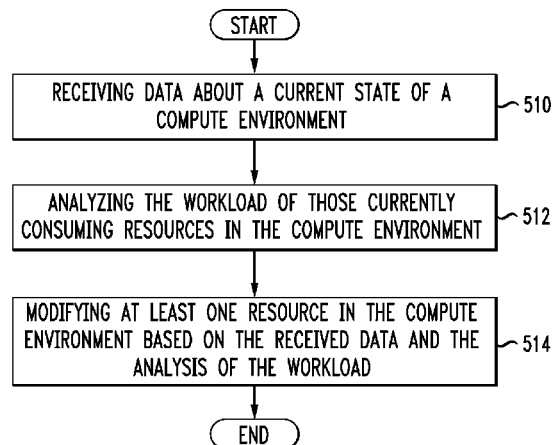 START
RECEIVING DATA ABOUT A CURRENT STATE OF A
COMPUTE ENVIRONMENT
510
ANALYZING THE WORKLOAD OF THOSE CURRENTLY
CONSUMING RESOURCES IN THE COMPUTE ENVIRONMENT
512
MODIFYING AT LEAST ONE RESOURCE IN THE COMPUTE
ENVIRONMENT BASED ON THE RECEIVED DATA AND THE
ANALYSIS OF THE WORKLOAD
514
END